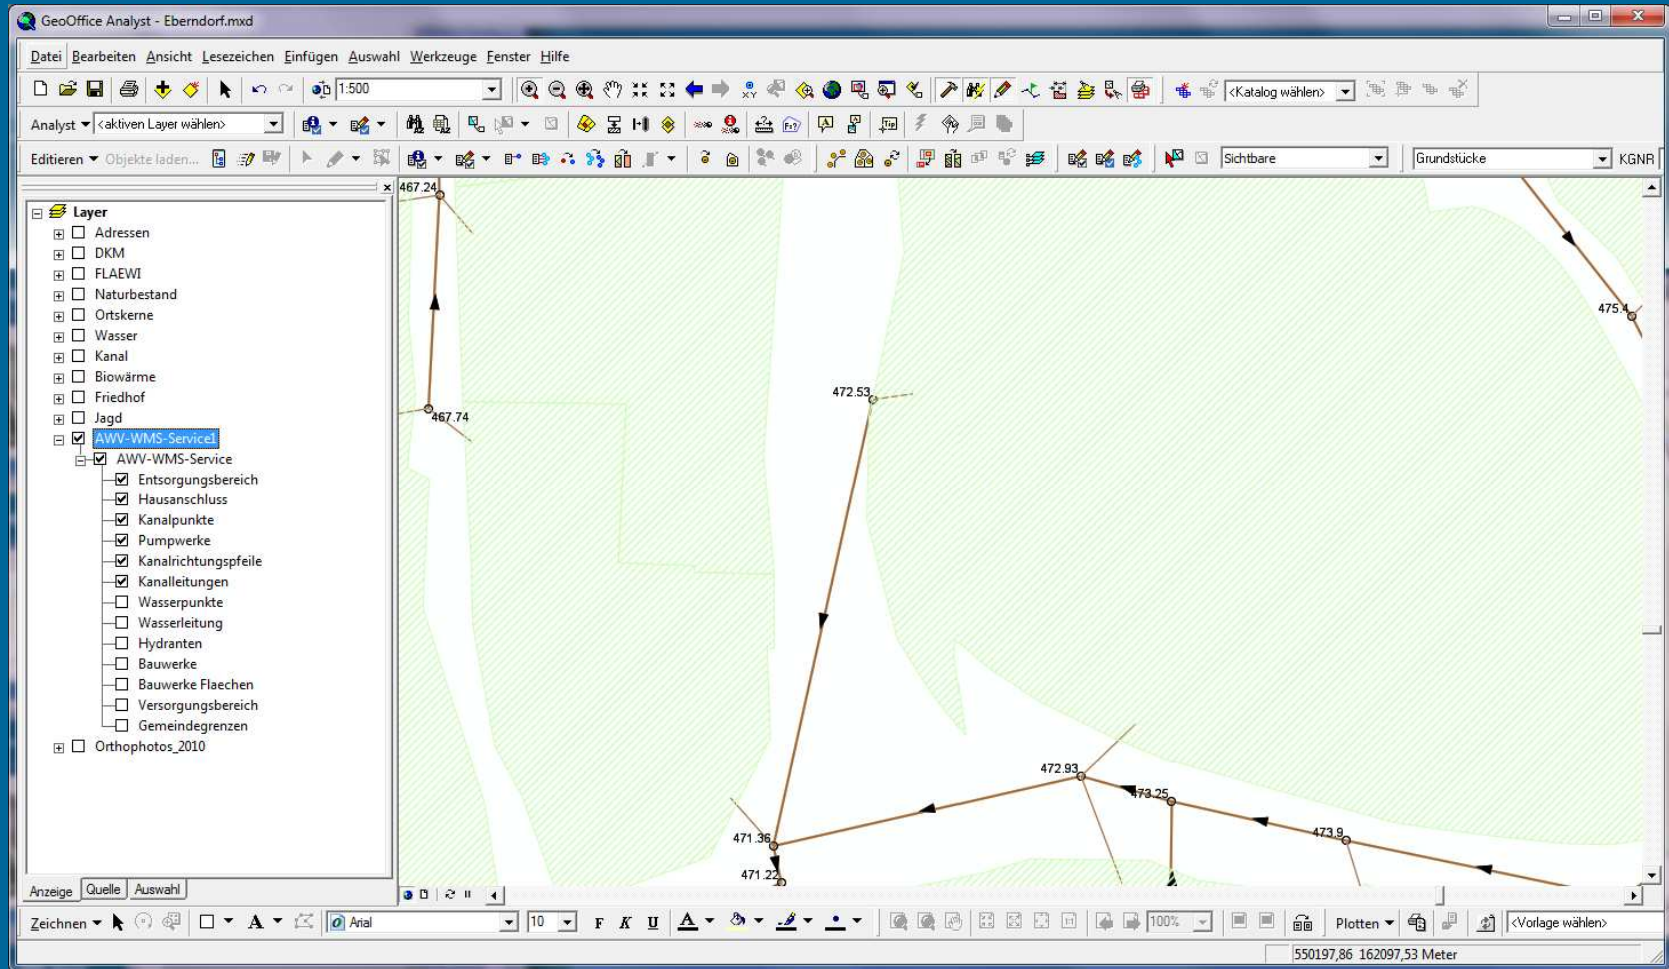 GeoOffice Analyst - Eberndorf.mxd
Datei Bearbeiten Ansicht Lesezeichen Einfügen Auswahl Werkzeuge Fenster Hilfe
1:500 <Katalog wählen>
Analyst <aktiven Layer wählen>
Editieren Objekte laden... Sichtbare Grundstücke KGNR
Layer
Adressen
DKM
FLAEWI
Naturbestand
Ortskerne
Wasser
Kanal
Biowärme
Friedhof
Jagd
AWV-WMS-Service1
AWV-WMS-Service
Entsorgungsbereich
Hausanschluss
Kanalpunkte
Pumpwerke
Kanalrichtungspfeile
Kanalleitungen
Wasserpunkte
Wasserleitung
Hydranten
Bauwerke
Bauwerke Flaechen
Versorgungsbereich
Gemeindegrenzen
Orthophotos_2010
467.24
475.4
472.53
467.74
472.93
473.25
473.9
471.36
471.22
Anzeige Quelle Auswahl
Zeichnen A Arial 10 F K U A 100% Plotten <Vorlage wählen>
550197,86 162097,53 Meter